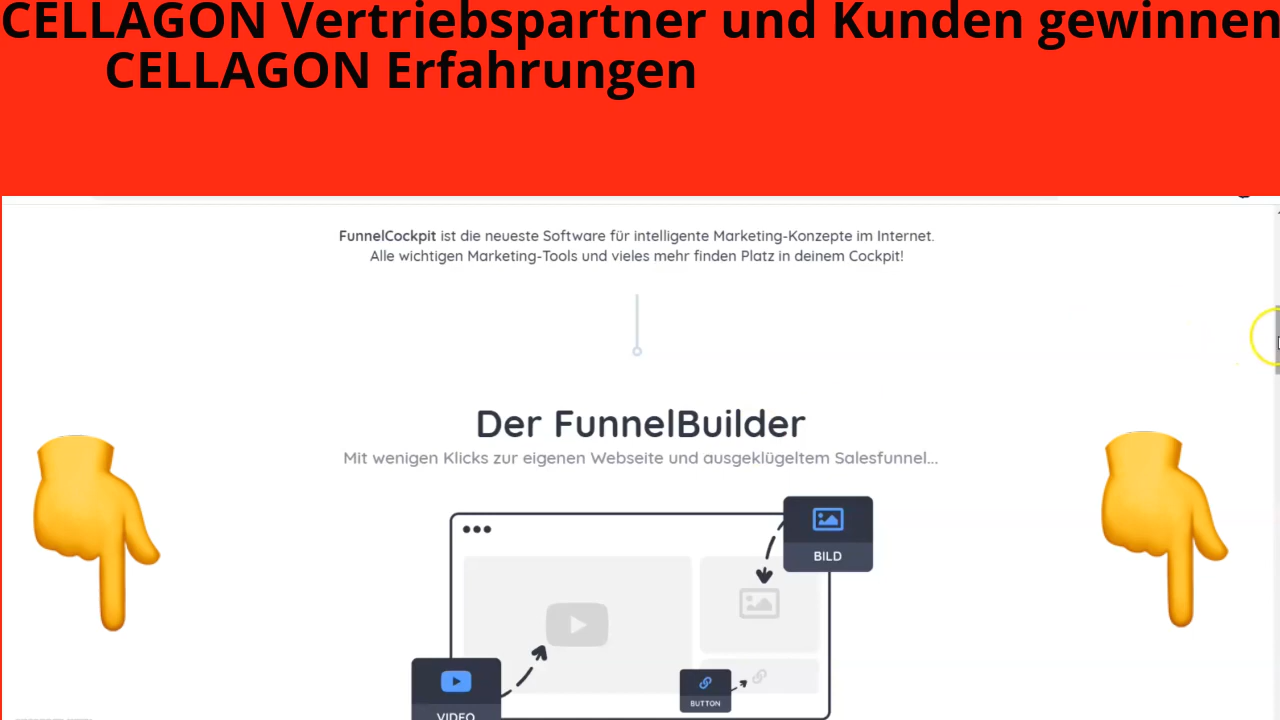 CELLAGON Vertriebspartner und Kunden gewinnen
CELLAGON Erfahrungen
FunnelCockpit ist die neueste Software für intelligente Marketing-Konzepte im Internet.
Alle wichtigen Marketing-Tools und vieles mehr finden Platz in deinem Cockpit!
Der FunnelBuilder
Mit wenigen Klicks zur eigenen Webseite und ausgeklügeltem Salesfunnel...
BILD
BUTTON
VIDEO